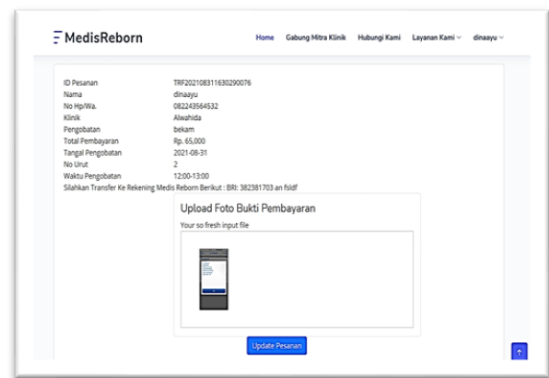 MedisReborn
Home Gabung Mitra Klinik Hubungi Kami Layanan Kami dinaayu
ID Pesanan TRF202108311630290076
Nama dinaayu
No Hp/Wa. 082243564532
Klinik Alwahida
Pengobatan bekam
Total Pembayaran Rp. 65,000
Tangal Pengobatan 2021-08-31
No Urut 2
Waktu Pengobatan 12:00-13:00
Silahkan Transfer Ke Rekening Medis Reborn Berikut : BRI: 382381703 an fsldf
Upload Foto Bukti Pembayaran
Your so fresh input file
Update Pesanan